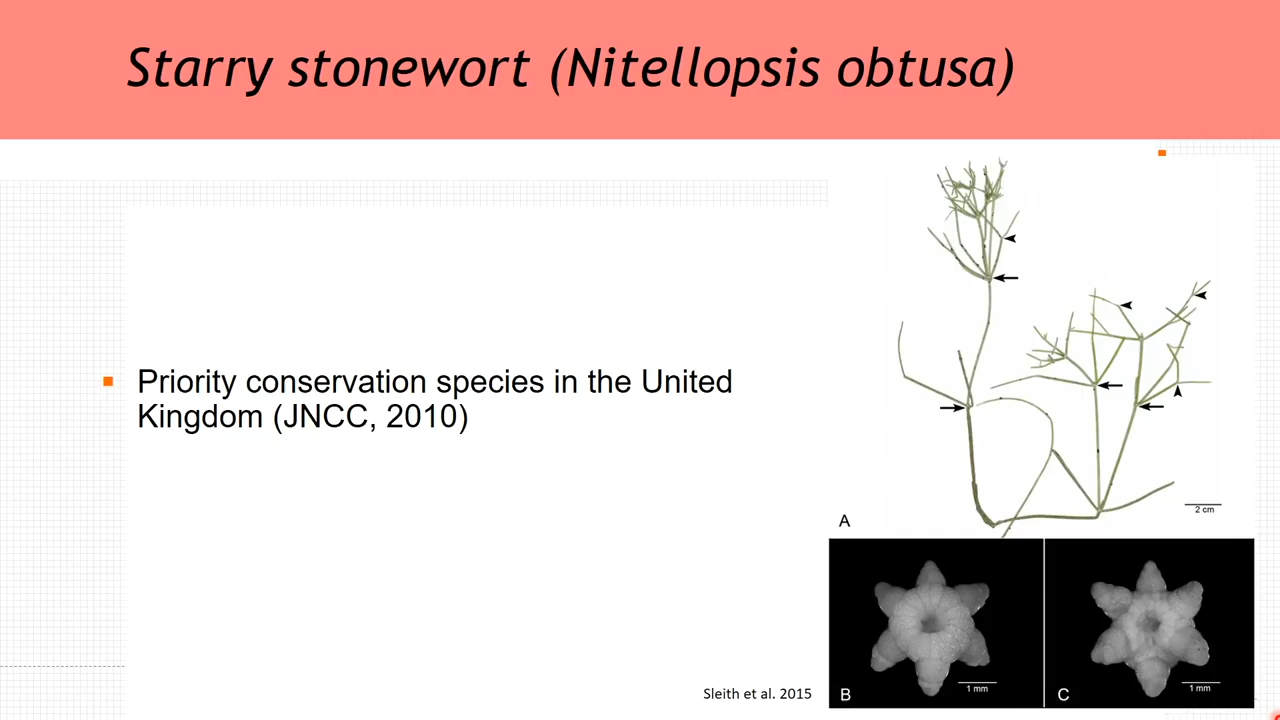 Starry stonewort (Nitellopsis obtusa)
Priority conservation species in the United
Kingdom (JNCC, 2010)
2 cm
A
B
1 mm
C
1 mm
Sleith et al. 2015